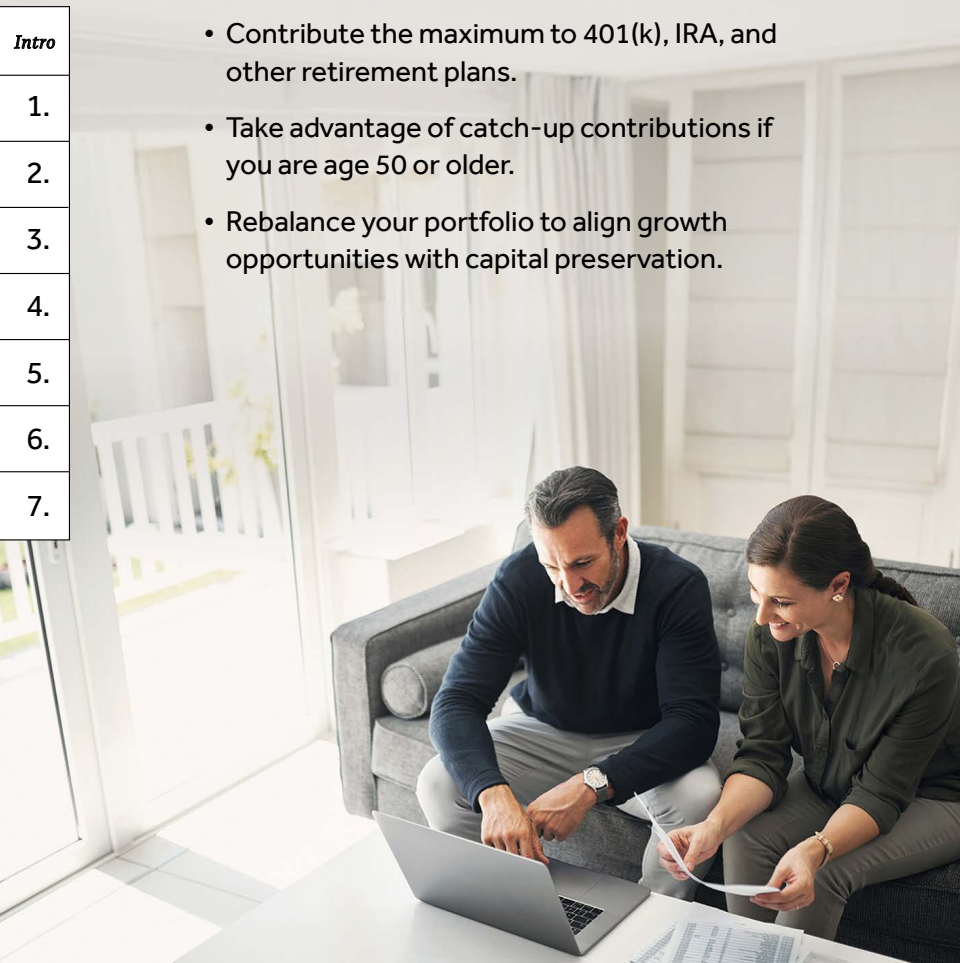 Intro
1.
2.
3.
4.
5.
6.
7.
• Contribute the maximum to 401(k), IRA, and
other retirement plans.
• Take advantage of catch-up contributions if
you are age 50 or older.
• Rebalance your portfolio to align growth
opportunities with capital preservation.